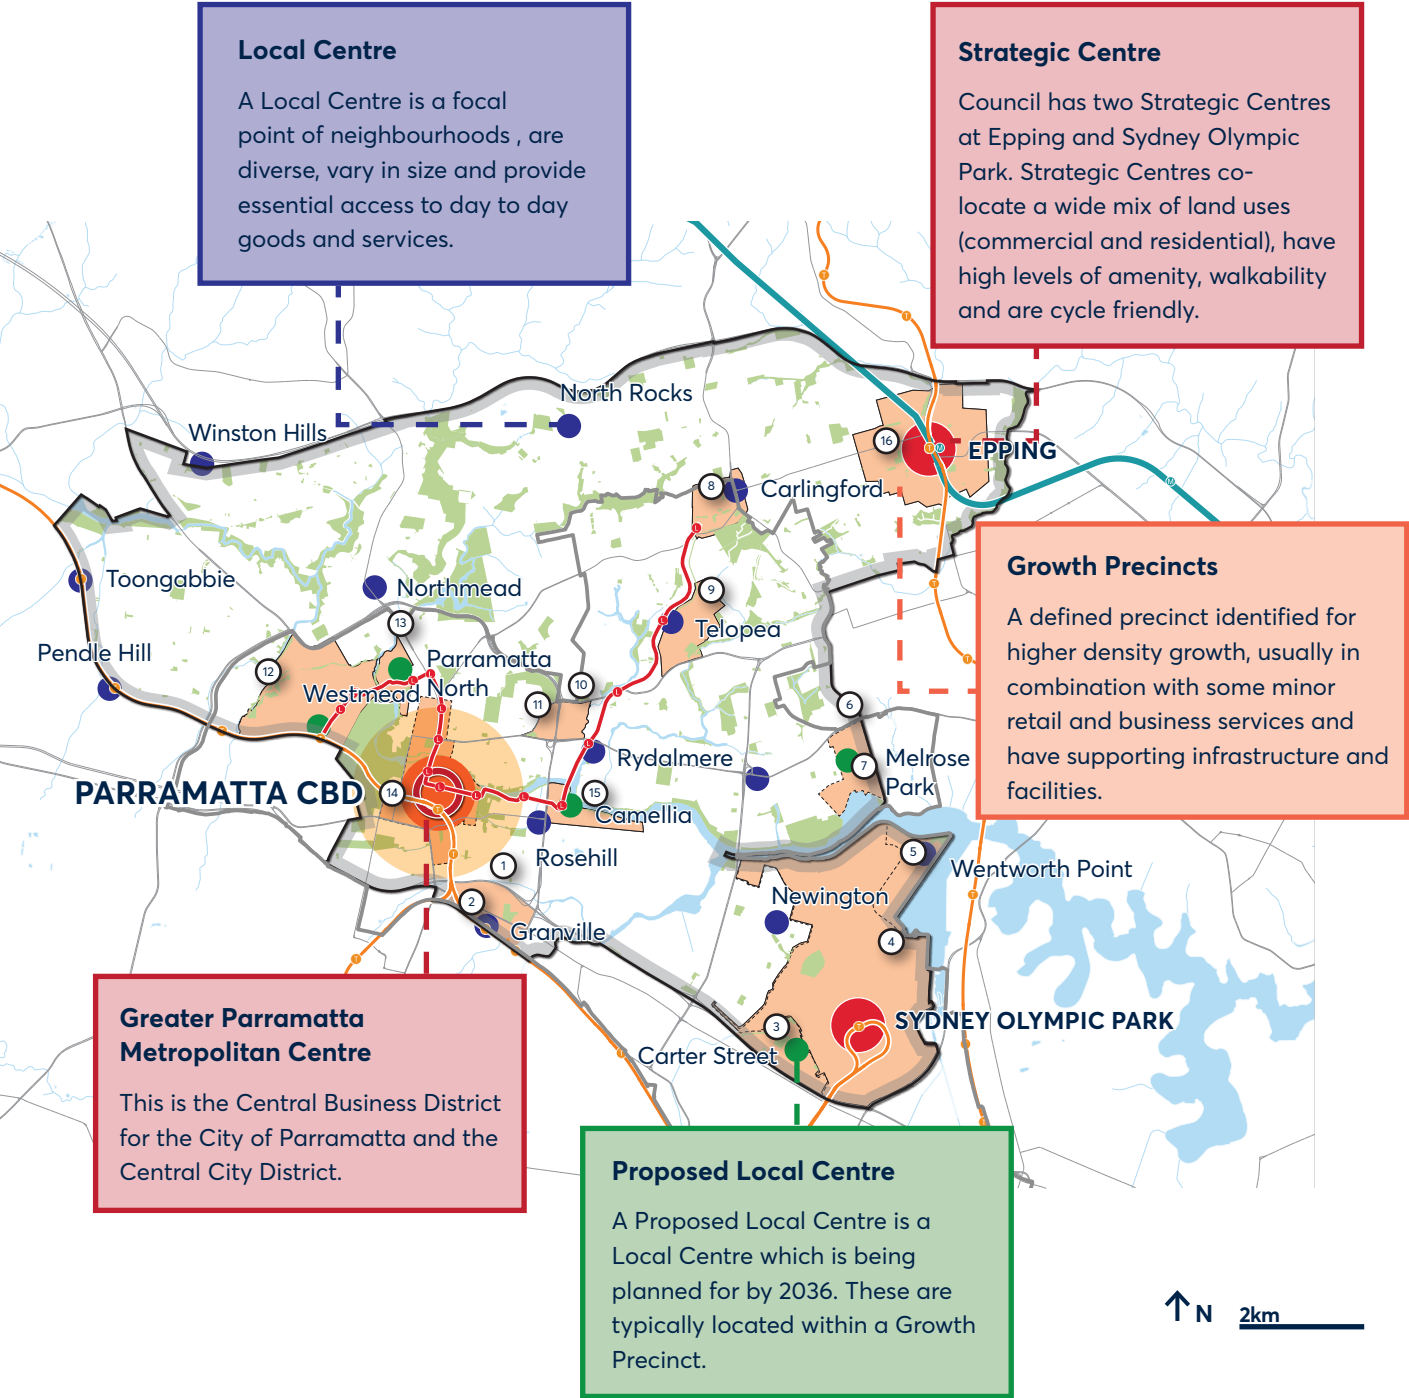 Local Centre
A Local Centre is a focal
point of neighbourhoods , are
diverse, vary in size and provide
essential access to day to day
goods and services.
Strategic Centre
Council has two Strategic Centres
at Epping and Sydney Olympic
Park. Strategic Centres co-
locate a wide mix of land uses
(commercial and residential), have
high levels of amenity, walkability
and are cycle friendly.
North Rocks
Winston Hills
16
EPPING
8
Carlingford
Growth Precincts
A defined precinct identified for
higher density growth, usually in
combination with some minor
retail and business services and
have supporting infrastructure and
facilities.
Toongabbie
Northmead
9
Telopea
13
Pendle Hill
12
Parramatta
North
Westmead
10
11
6
Rydalmere
7
Melrose
Park
PARRAMATTA CBD
14
15
Camellia
Rosehill
1
5
Wentworth Point
2
Granville
Newington
4
3
SYDNEY OLYMPIC PARK
Carter Street
Greater Parramatta
Metropolitan Centre
This is the Central Business District
for the City of Parramatta and the
Central City District.
Proposed Local Centre
A Proposed Local Centre is a
Local Centre which is being
planned for by 2036. These are
typically located within a Growth
Precinct.
N
2km